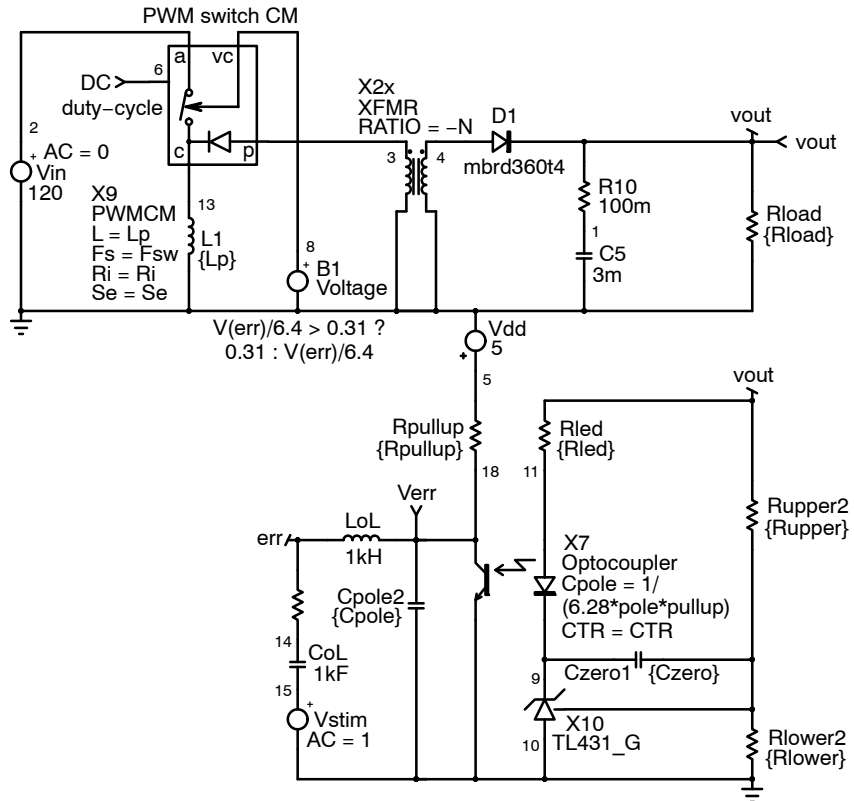 PWM switch CM
a
vc
6
DC
duty-cycle
2
AC = 0
Vin
120
c
p
X2x
XFMR
RATIO = -N
3
4
D1
mbrd360t4
vout
vout
R10
100m
1
C5
3m
Rload
{Rload}
X9
PWMCM
L = Lp
Fs = Fsw
Ri = Ri
Se = Se
13
L1
{Lp}
8
B1
Voltage
V(err)/6.4 > 0.31 ?
0.31 : V(err)/6.4
Vdd
5
5
Rpullup
{Rpullup}
18
Rled
{Rled}
11
vout
Rupper2
{Rupper}
Verr
err
LoL
1kH
Cpole2
{Cpole}
X7
Optocoupler
Cpole = 1/
(6.28*pole*pullup)
CTR = CTR
14
CoL
1kF
15
Vstim
AC = 1
9
Czero1
{Czero}
10
X10
TL431_G
Rlower2
{Rlower}